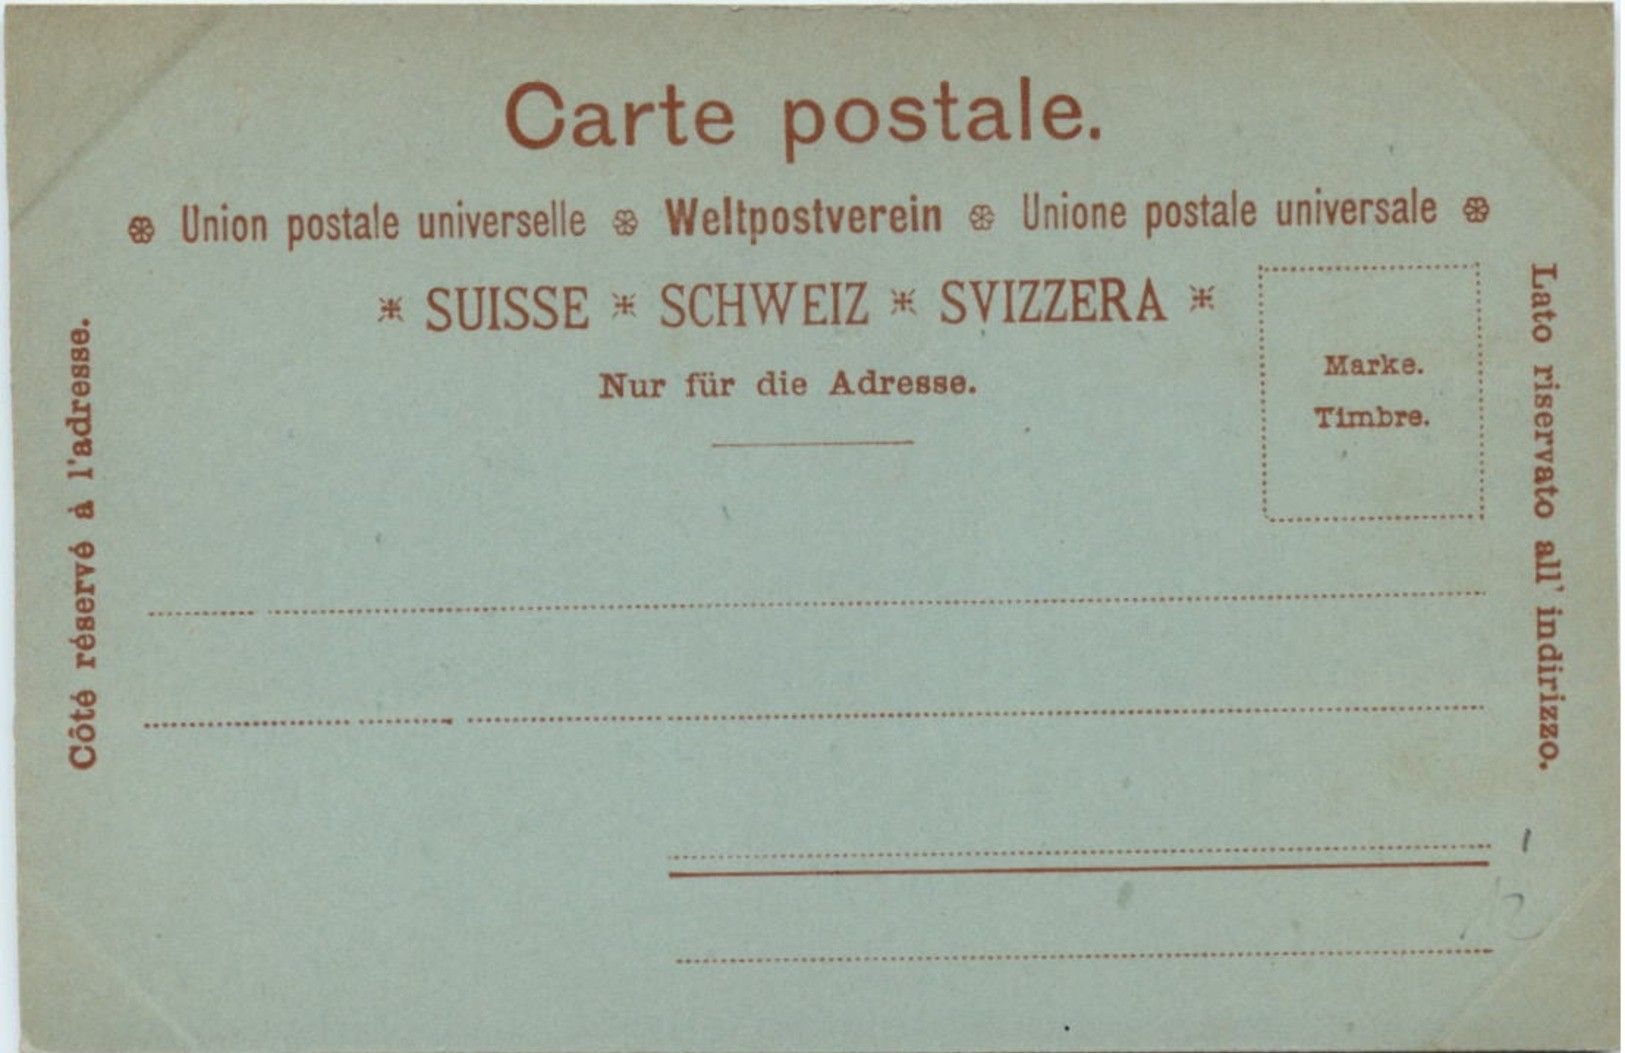 Carte postale.
Union postale universelle Weltpostverein Unione postale universale
SUISSE * SCHWEIZ * SVIZZERA
Nur für die Adresse.
Marke.
Timbre.
Côté réservé à l'adresse.
Lato riservato all' indirizzo.